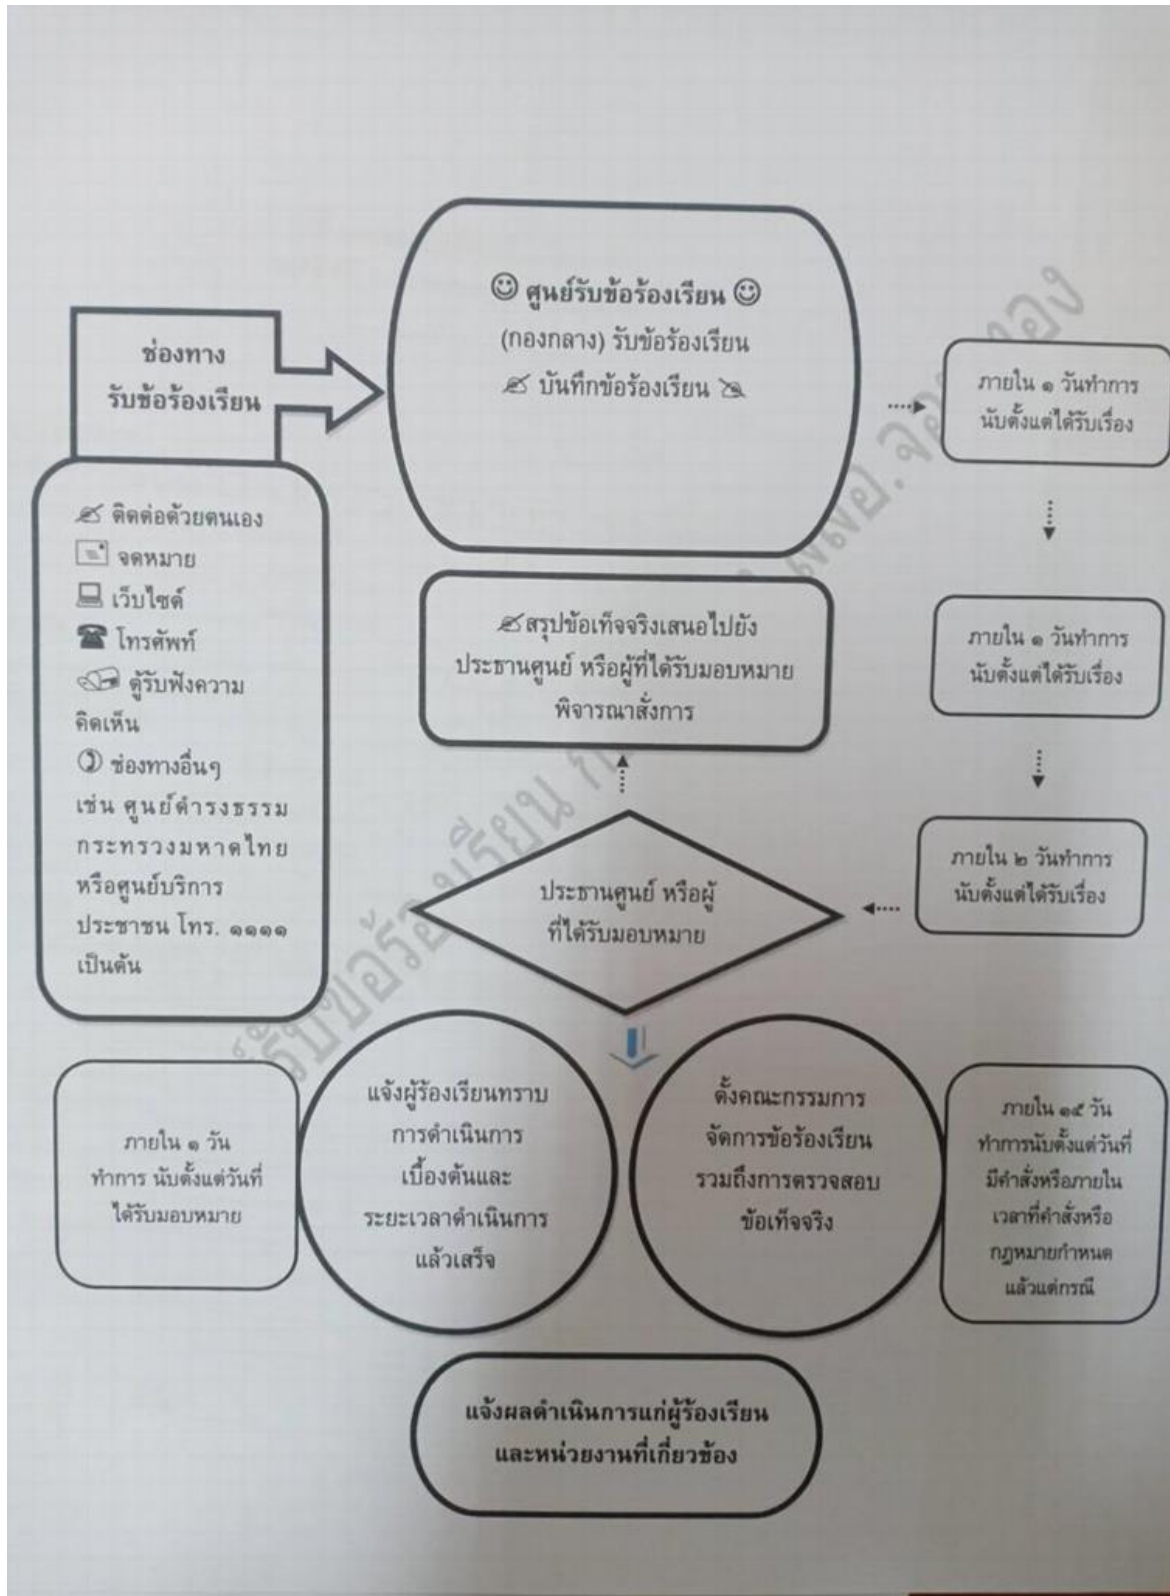 ศูนย์รับข้อร้องเรียน
(กองกลาง) รับข้อร้องเรียน
บันทึกข้อร้องเรียน
ช่องทาง
รับข้อร้องเรียน
ติดต่อด้วยตนเอง
จดหมาย
เว็บไซต์
โทรศัพท์
ตู้รับฟังความ
คิดเห็น
ช่องทางอื่นๆ
เช่น ศูนย์ดำรงธรรม
กระทรวงมหาดไทย
หรือศูนย์บริการ
ประชาชน โทร. ๑๑๑๑
เป็นต้น
ภายใน ๑ วันทำการ
นับตั้งแต่ได้รับเรื่อง
สรุปข้อเท็จจริงเสนอไปยัง
ประธานศูนย์ หรือผู้ที่ได้รับมอบหมาย
พิจารณาสั่งการ
ภายใน ๑ วันทำการ
นับตั้งแต่ได้รับเรื่อง
ประธานศูนย์ หรือผู้
ที่ได้รับมอบหมาย
ภายใน ๒ วันทำการ
นับตั้งแต่ได้รับเรื่อง
ภายใน ๑ วัน
ทำการ นับตั้งแต่วันที่
ได้รับมอบหมาย
แจ้งผู้ร้องเรียนทราบ
การดำเนินการ
เบื้องต้นและ
ระยะเวลาดำเนินการ
แล้วเสร็จ
ตั้งคณะกรรมการ
จัดการข้อร้องเรียน
รวมถึงการตรวจสอบ
ข้อเท็จจริง
ภายใน ๑๕ วัน
ทำการนับตั้งแต่วันที่
มีคำสั่งหรือภายใน
เวลาที่คำสั่งหรือ
กฎหมายกำหนด
แล้วแต่กรณี
แจ้งผลดำเนินการแก่ผู้ร้องเรียน
และหน่วยงานที่เกี่ยวข้อง